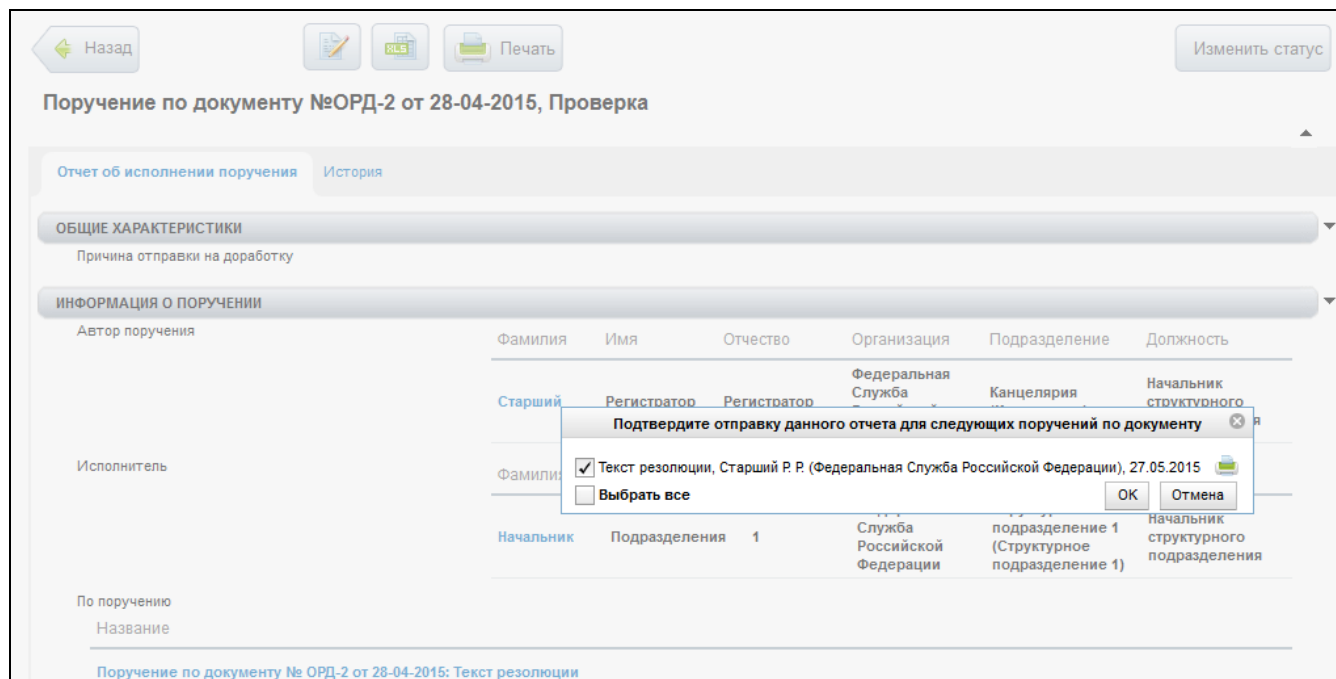 Назад
XLS
Печать
Изменить статус
Поручение по документу №ОРД-2 от 28-04-2015, Проверка
Отчет об исполнении поручения История
ОБЩИЕ ХАРАКТЕРИСТИКИ
Причина отправки на доработку
ИНФОРМАЦИЯ О ПОРУЧЕНИИ
Автор поручения
Фамилия Имя Отчество Организация Подразделение Должность
Старший Регистратор Регистратор
Федеральная
Служба
Канцелярия
Начальник
структурного
Подтвердите отправку данного отчета для следующих поручений по документу
Текст резолюции, Старший Р. Р. (Федеральная Служба Российской Федерации), 27.05.2015
Выбрать все
OK Отмена
Исполнитель
Начальник Подразделения 1
Служба
Российской
Федерации
подразделение 1
(Структурное
подразделение 1)
Начальник
структурного
подразделения
По поручению
Название
Поручение по документу № ОРД-2 от 28-04-2015: Текст резолюции